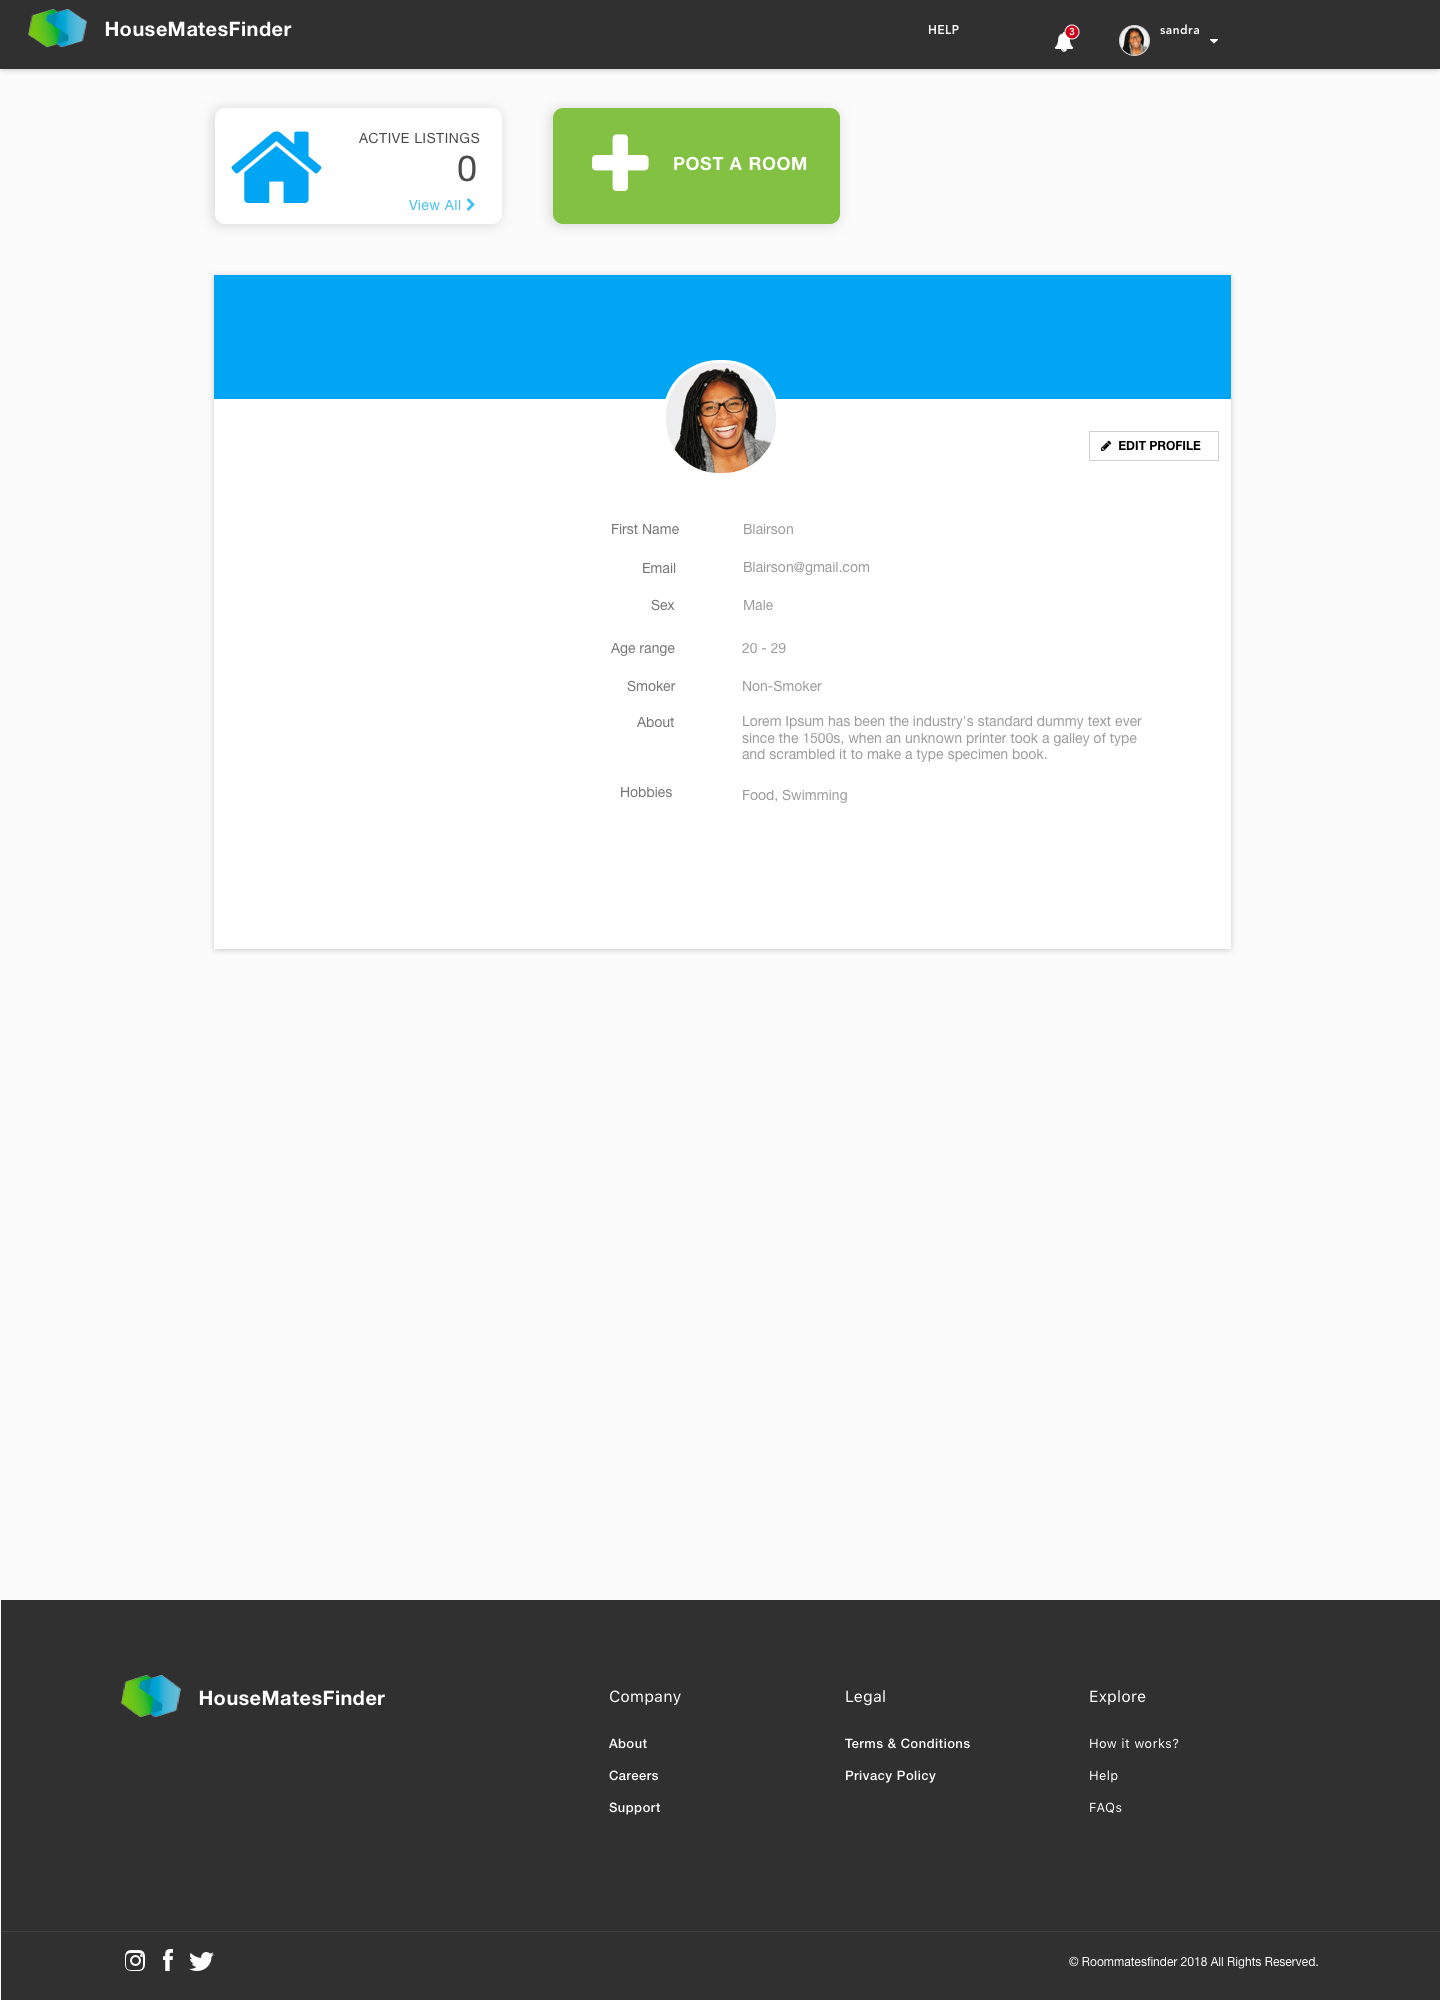 HouseMatesFinder
HELP
3
sandra
ACTIVE LISTINGS
0
View All
POST A ROOM
EDIT PROFILE
First Name
Blairson
Email
Blairson@gmail.com
Sex
Male
Age range
20 - 29
Smoker
Non-Smoker
About
Lorem Ipsum has been the industry's standard dummy text ever
since the 1500s, when an unknown printer took a galley of type
and scrambled it to make a type specimen book.
Hobbies
Food, Swimming
HouseMatesFinder
Company
About
Careers
Support
Legal
Terms & Conditions
Privacy Policy
Explore
How it works?
Help
FAQs
© Roommatesfinder 2018 All Rights Reserved.